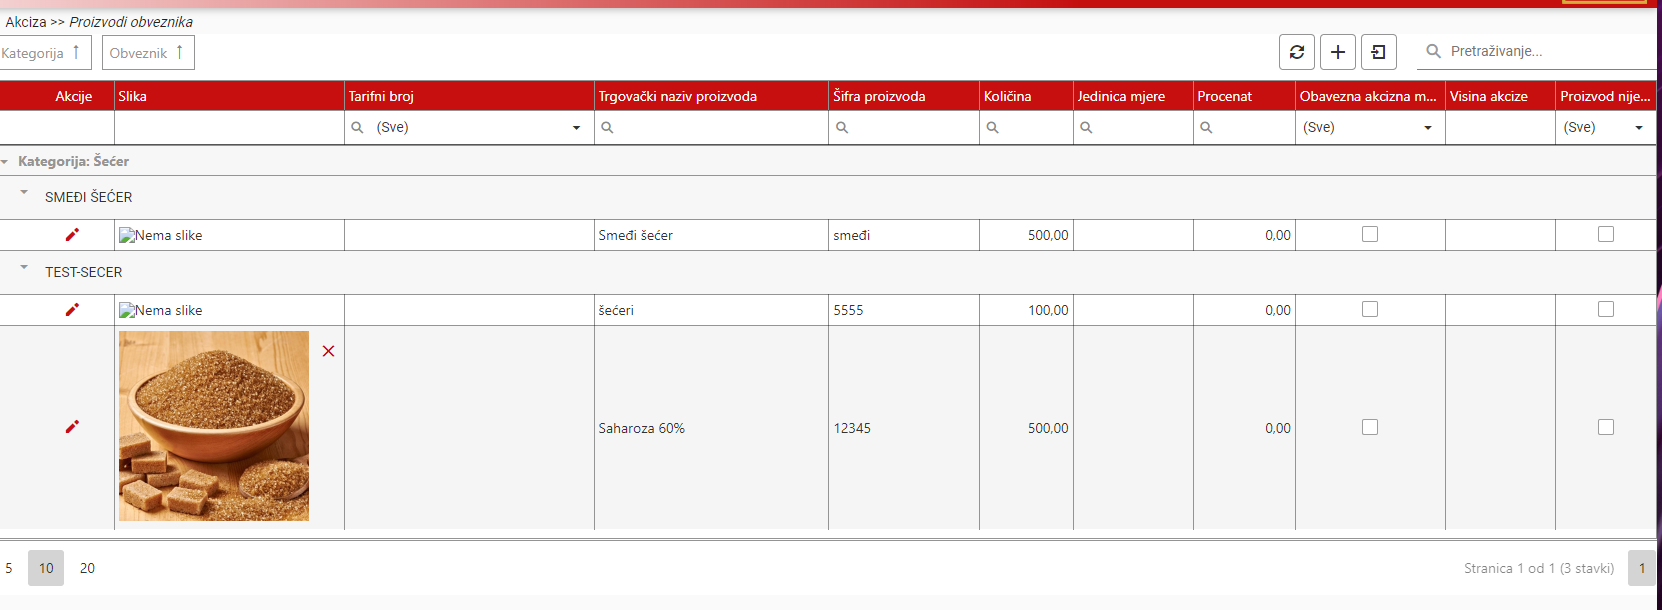 Akciza >> Proizvodi obveznika
Kategorija ↑ Obveznik ↑ Pretraživanje...
Akcije Slika Tarifni broj Trgovački naziv proizvoda Šifra proizvoda Količina Jedinica mjere Procenat Obavezna akcizna m... Visina akcize Proizvod nije...
(Sve) (Sve) (Sve)
Kategorija: Šećer
SMEĐI ŠEĆER
Nema slike Smeđi šećer smeđi 500,00 0,00
TEST-SECER
Nema slike šećeri 5555 100,00 0,00
Saharoza 60% 12345 500,00 0,00
5 10 20 Stranica 1 od 1 (3 stavki) 1